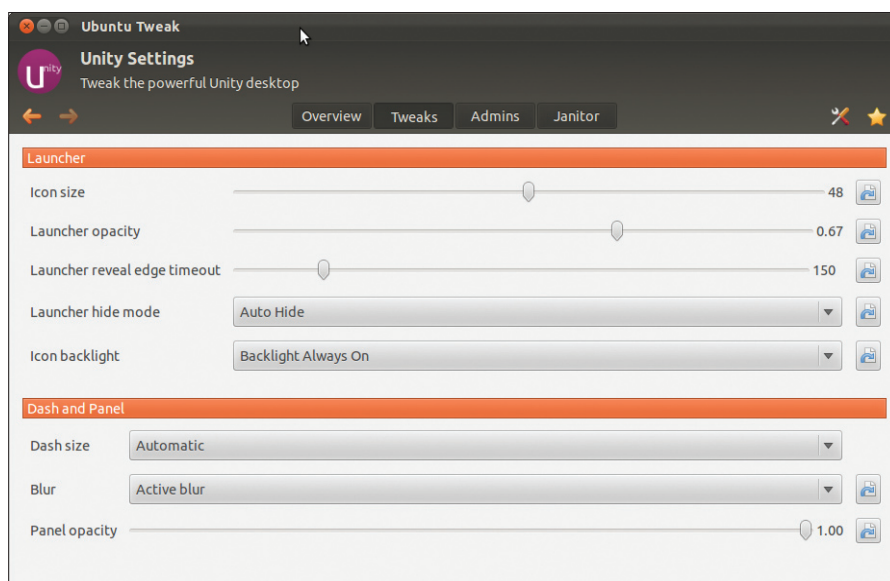 Ubuntu Tweak
Unity
Unity Settings
Tweak the powerful Unity desktop
Overview Tweaks Admins Janitor
Launcher
Icon size 48
Launcher opacity 0.67
Launcher reveal edge timeout 150
Launcher hide mode Auto Hide
Icon backlight Backlight Always On
Dash and Panel
Dash size Automatic
Blur Active blur
Panel opacity 1.00